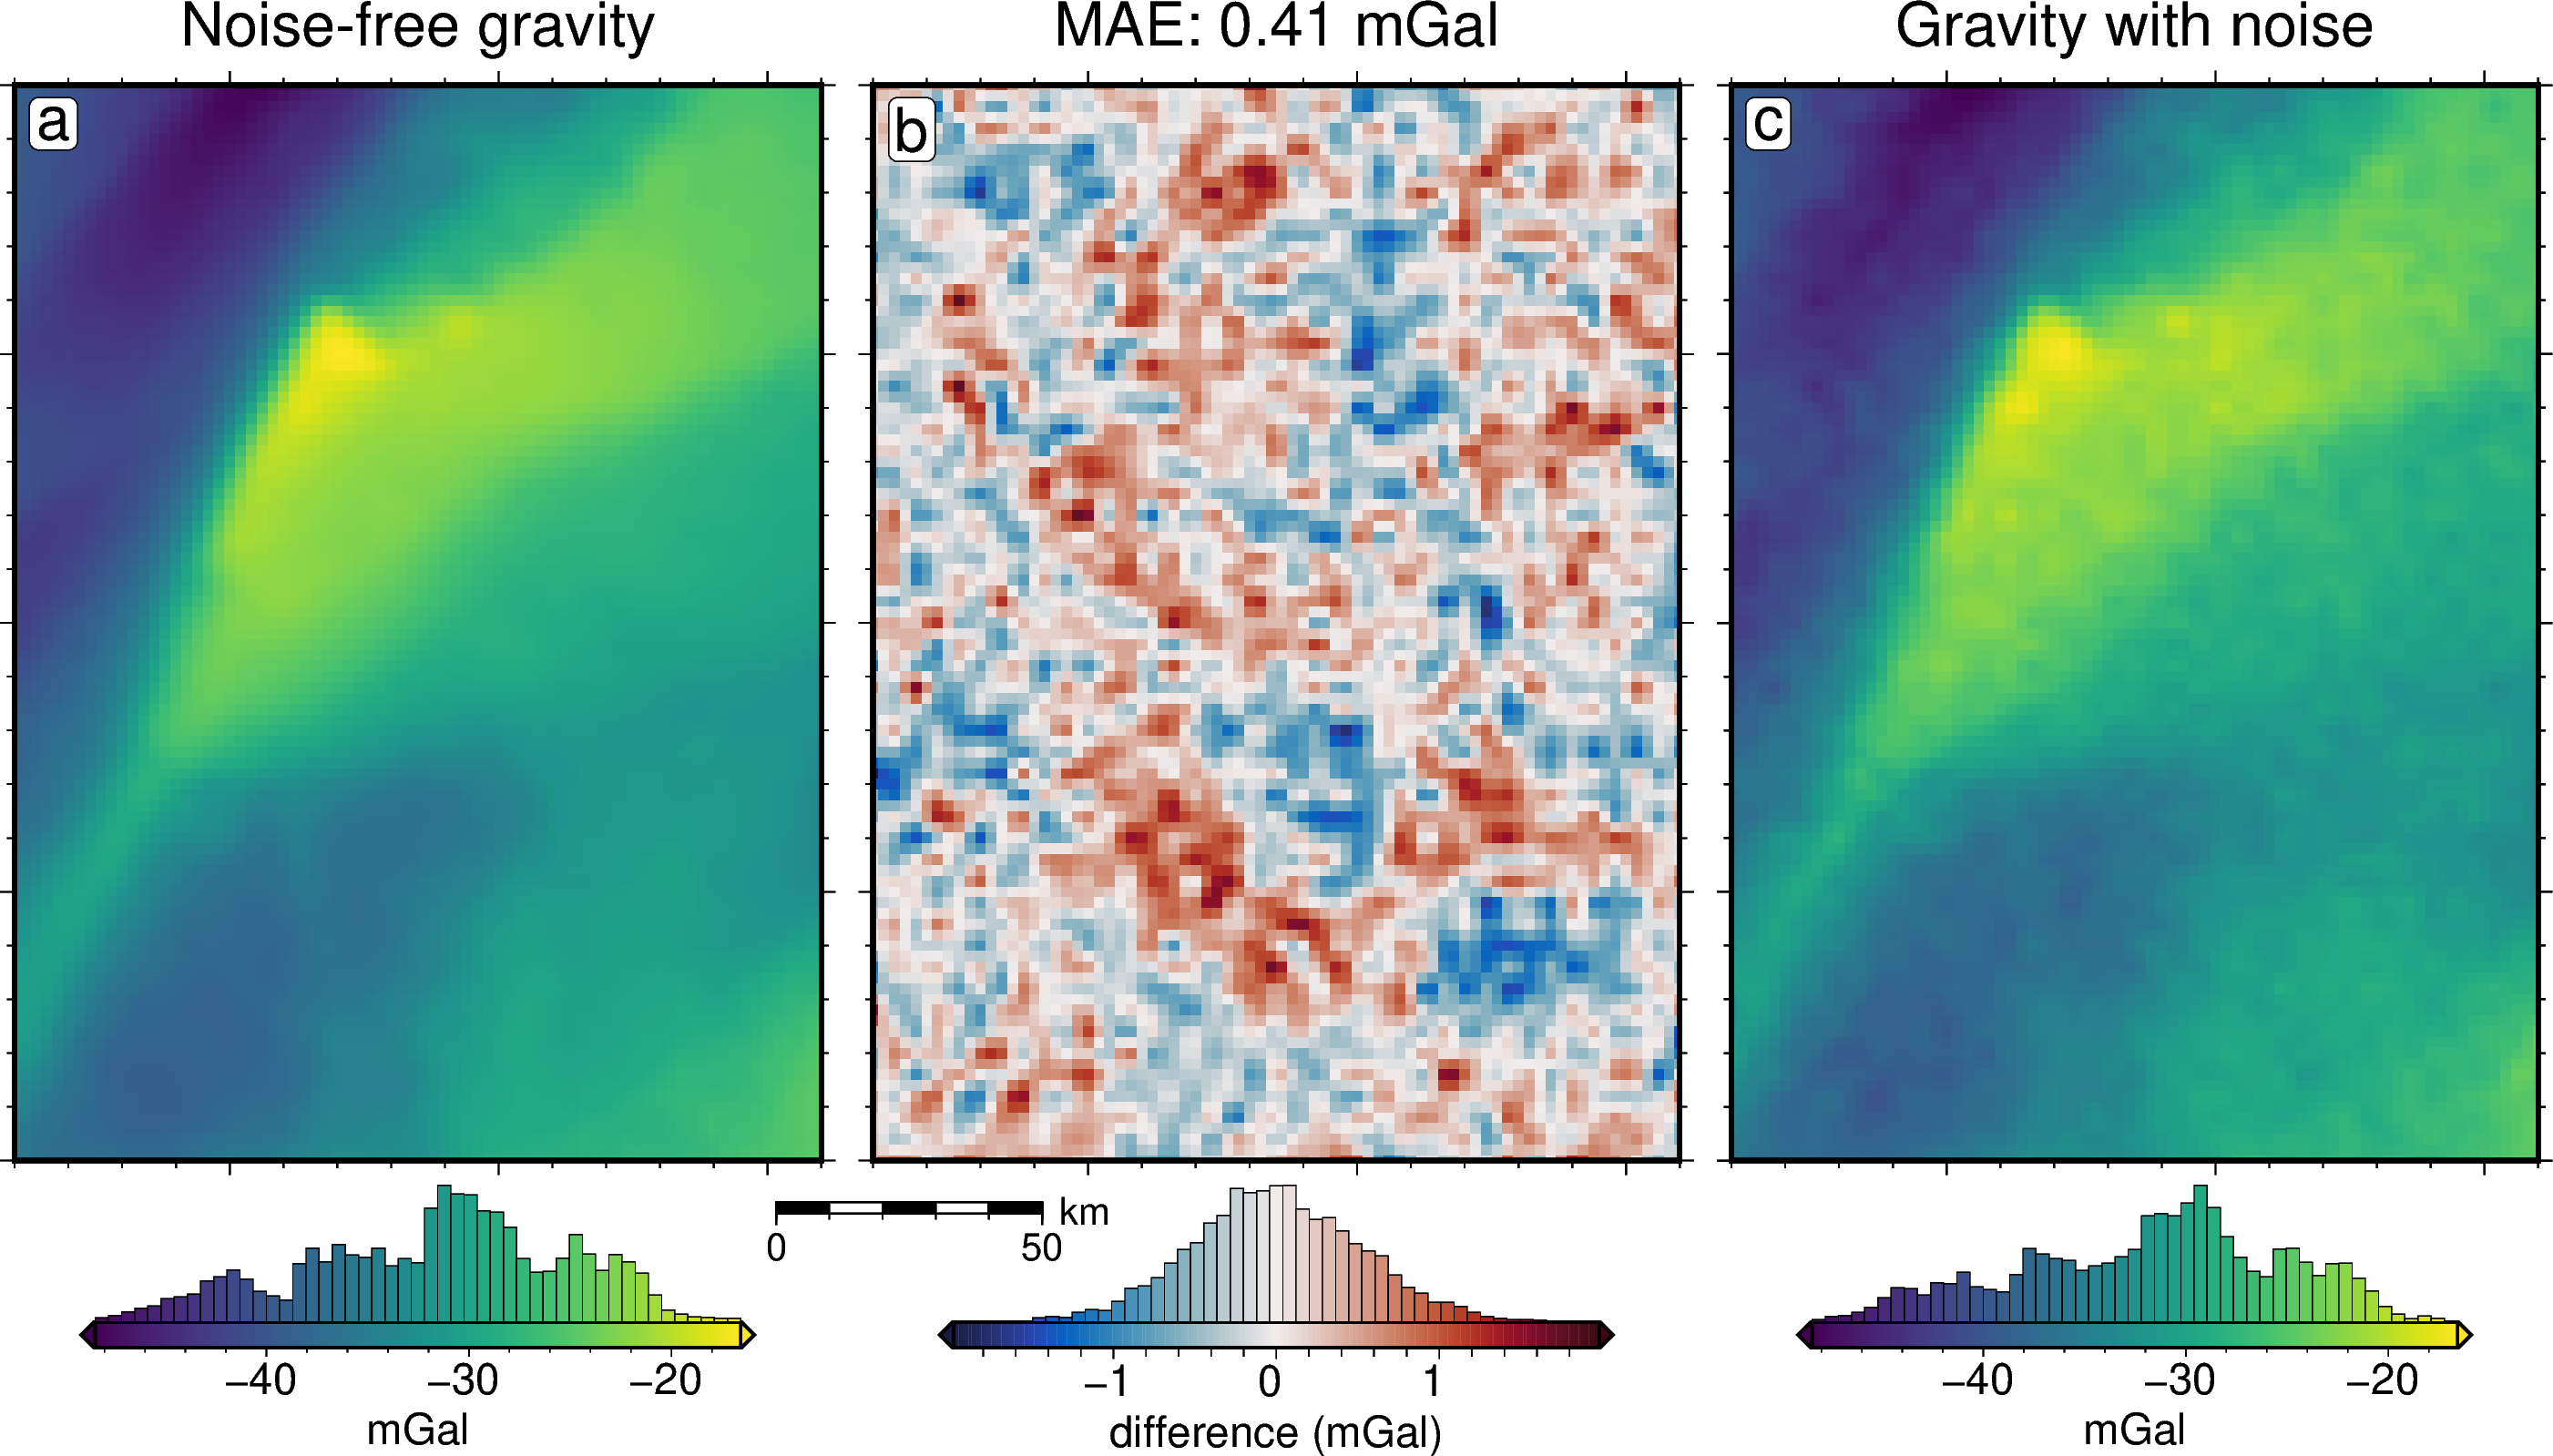 Noise-free gravity
MAE: 0.41 mGal
Gravity with noise
a
b
c
km
0 50
−40 −30 −20
mGal
−1 0 1
difference (mGal)
−40 −30 −20
mGal